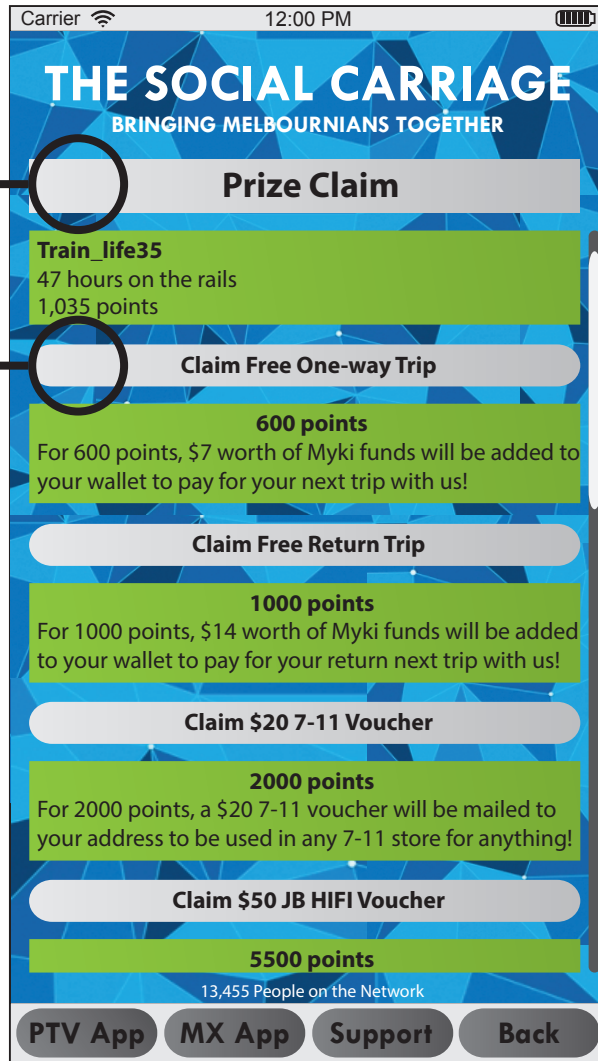 Carrier 12:00 PM
THE SOCIAL CARRIAGE
BRINGING MELBOURNIANS TOGETHER
Prize Claim
Train_life35
47 hours on the rails
1,035 points
Claim Free One-way Trip
600 points
For 600 points, $7 worth of Myki funds will be added to
your wallet to pay for your next trip with us!
Claim Free Return Trip
1000 points
For 1000 points, $14 worth of Myki funds will be added
to your wallet to pay for your return next trip with us!
Claim $20 7-11 Voucher
2000 points
For 2000 points, a $20 7-11 voucher will be mailed to
your address to be used in any 7-11 store for anything!
Claim $50 JB HIFI Voucher
5500 points
13,455 People on the Network
PTV App MX App Support Back